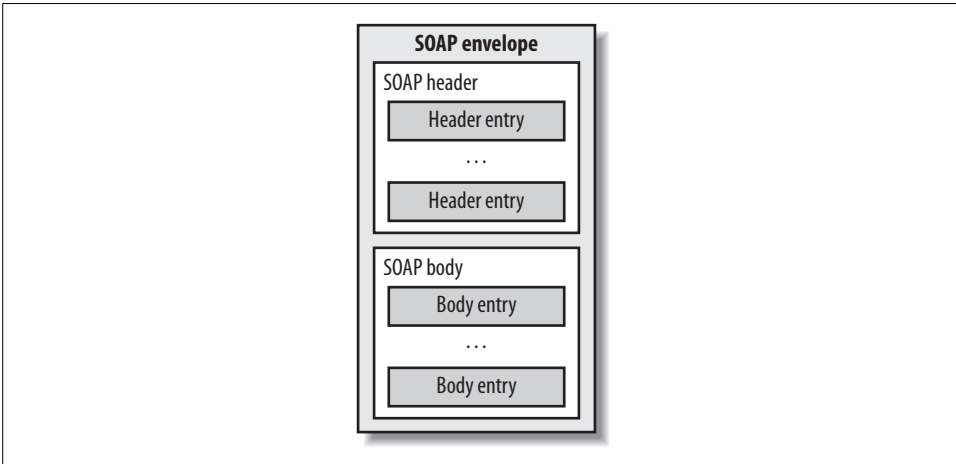 SOAP envelope
SOAP header
Header entry
...
Header entry
SOAP body
Body entry
...
Body entry